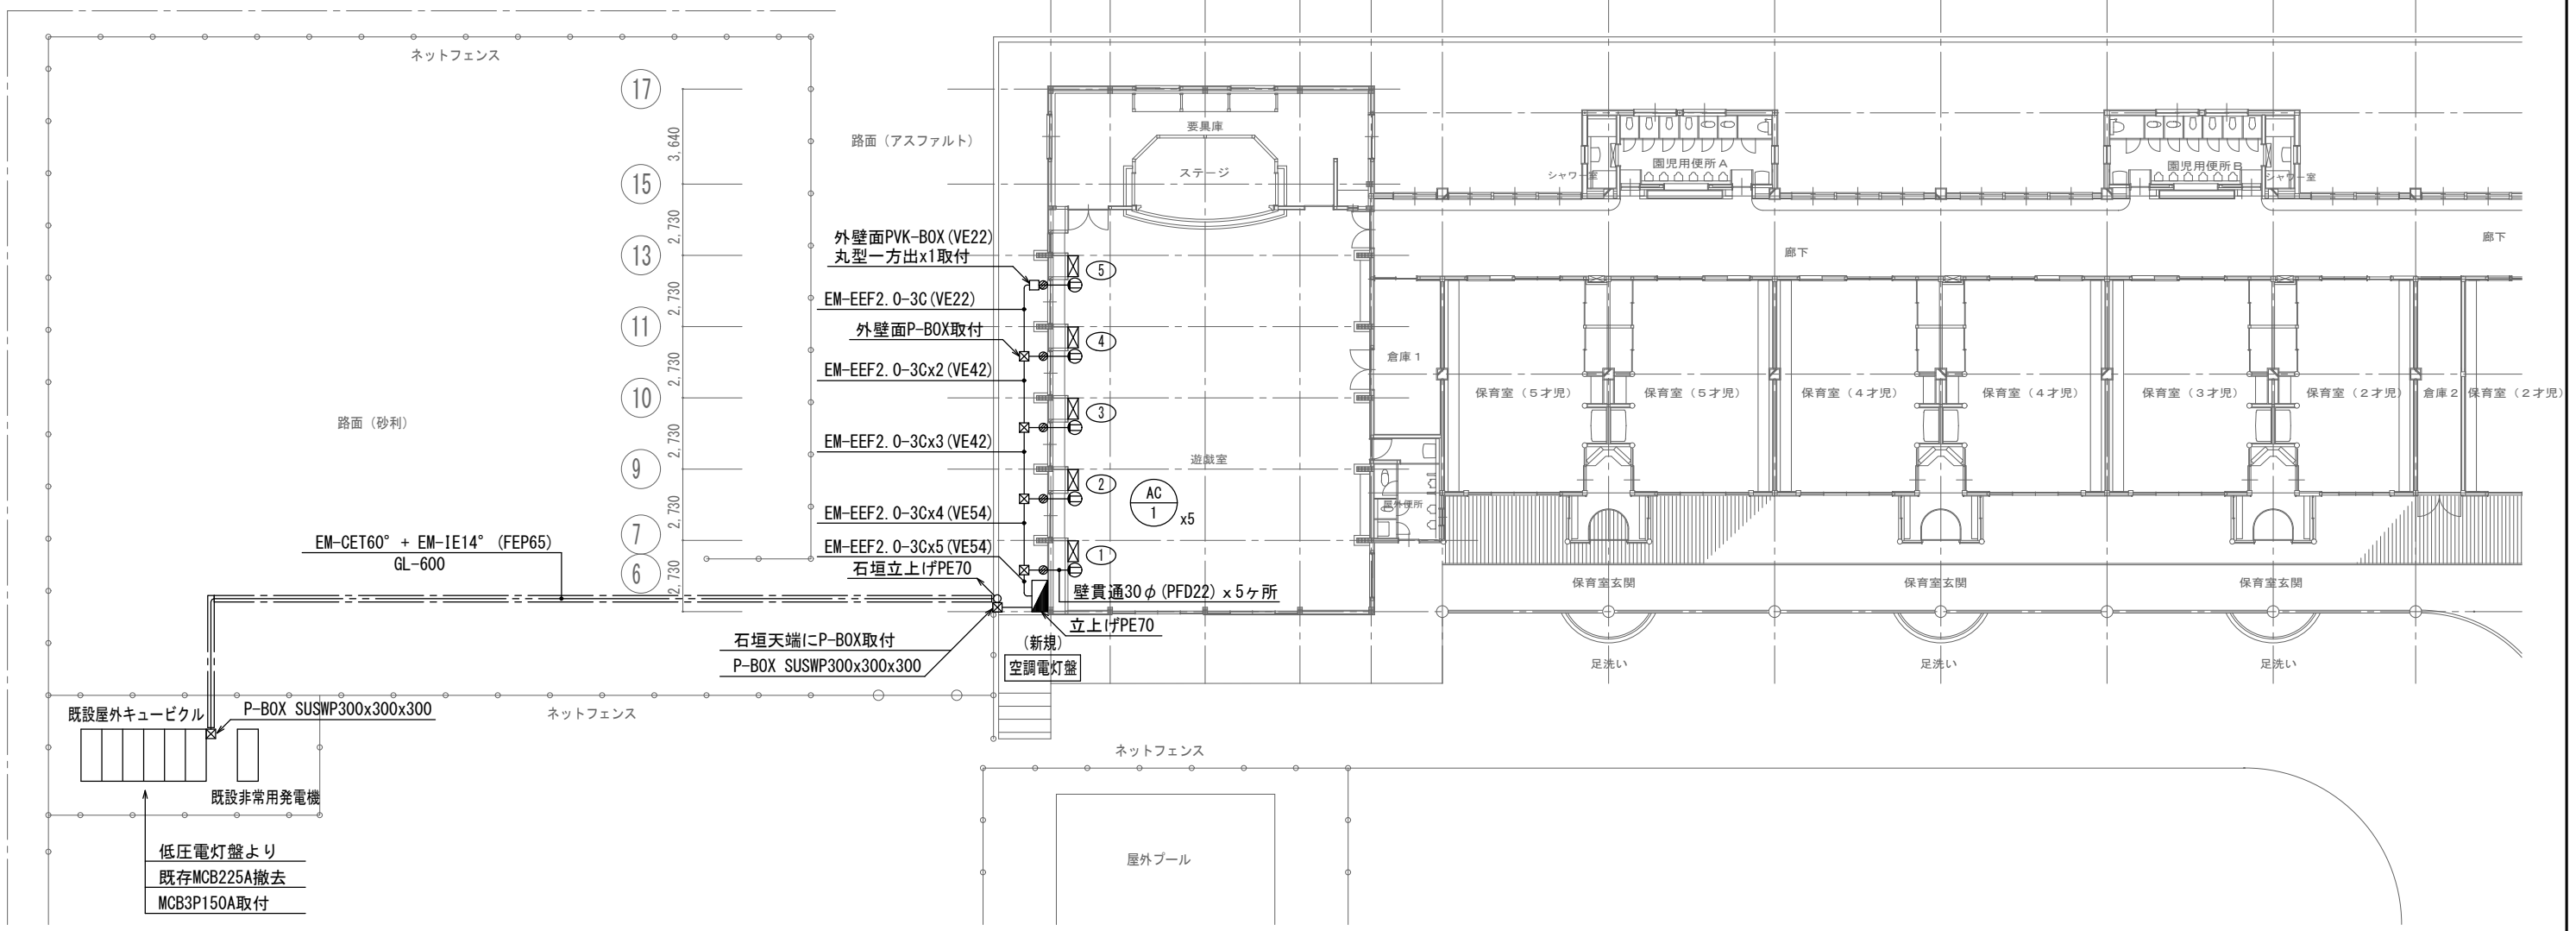 ネットフェンス
17
3,640
15
2,730
13
2,730
11
2,730
10
2,730
9
2,730
7
6
2,730
路面（アスファルト）
路面（砂利）
要具庫
ステージ
シャワー室
園児用便所A
園児用便所B
シャワー室
廊下
廊下
外壁面PVK-BOX(VE22)
丸型一方出x1取付
EM-EEF2.0-3C(VE22)
外壁面P-BOX取付
EM-EEF2.0-3Cx2(VE42)
EM-EEF2.0-3Cx3(VE42)
EM-EEF2.0-3Cx4(VE54)
EM-EEF2.0-3Cx5(VE54)
石垣立上げPE70
5
4
3
2
1
遊戯室
AC
1
x5
倉庫1
屋外便所
保育室（5才児）
保育室（5才児）
保育室（4才児）
保育室（4才児）
保育室（3才児）
保育室（2才児）
倉庫2
保育室（2才児）
EM-CET60° + EM-IE14° (FEP65)
GL-600
壁貫通30φ(PFD22)x5ヶ所
立上げPE70
石垣天端にP-BOX取付
P-BOX SUSWP300x300x300
(新規)
空調電灯盤
保育室玄関
保育室玄関
保育室玄関
足洗い
足洗い
足洗い
既設屋外キュービクル
P-BOX SUSWP300x300x300
ネットフェンス
既設非常用発電機
ネットフェンス
屋外プール
低圧電灯盤より
既存MCB225A撤去
MCB3P150A取付